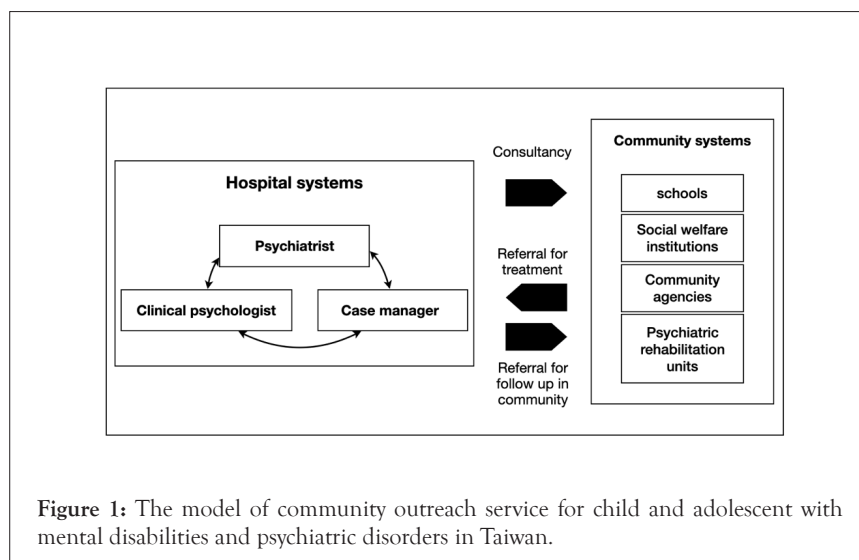 Hospital systems
Psychiatrist
Clinical psychologist
Case manager
Consultancy
Referral for
treatment
Referral for
follow up in
community
Community systems
schools
Social welfare
institutions
Community
agencies
Psychiatric
rehabilitation
units
Figure 1: The model of community outreach service for child and adolescent with
mental disabilities and psychiatric disorders in Taiwan.